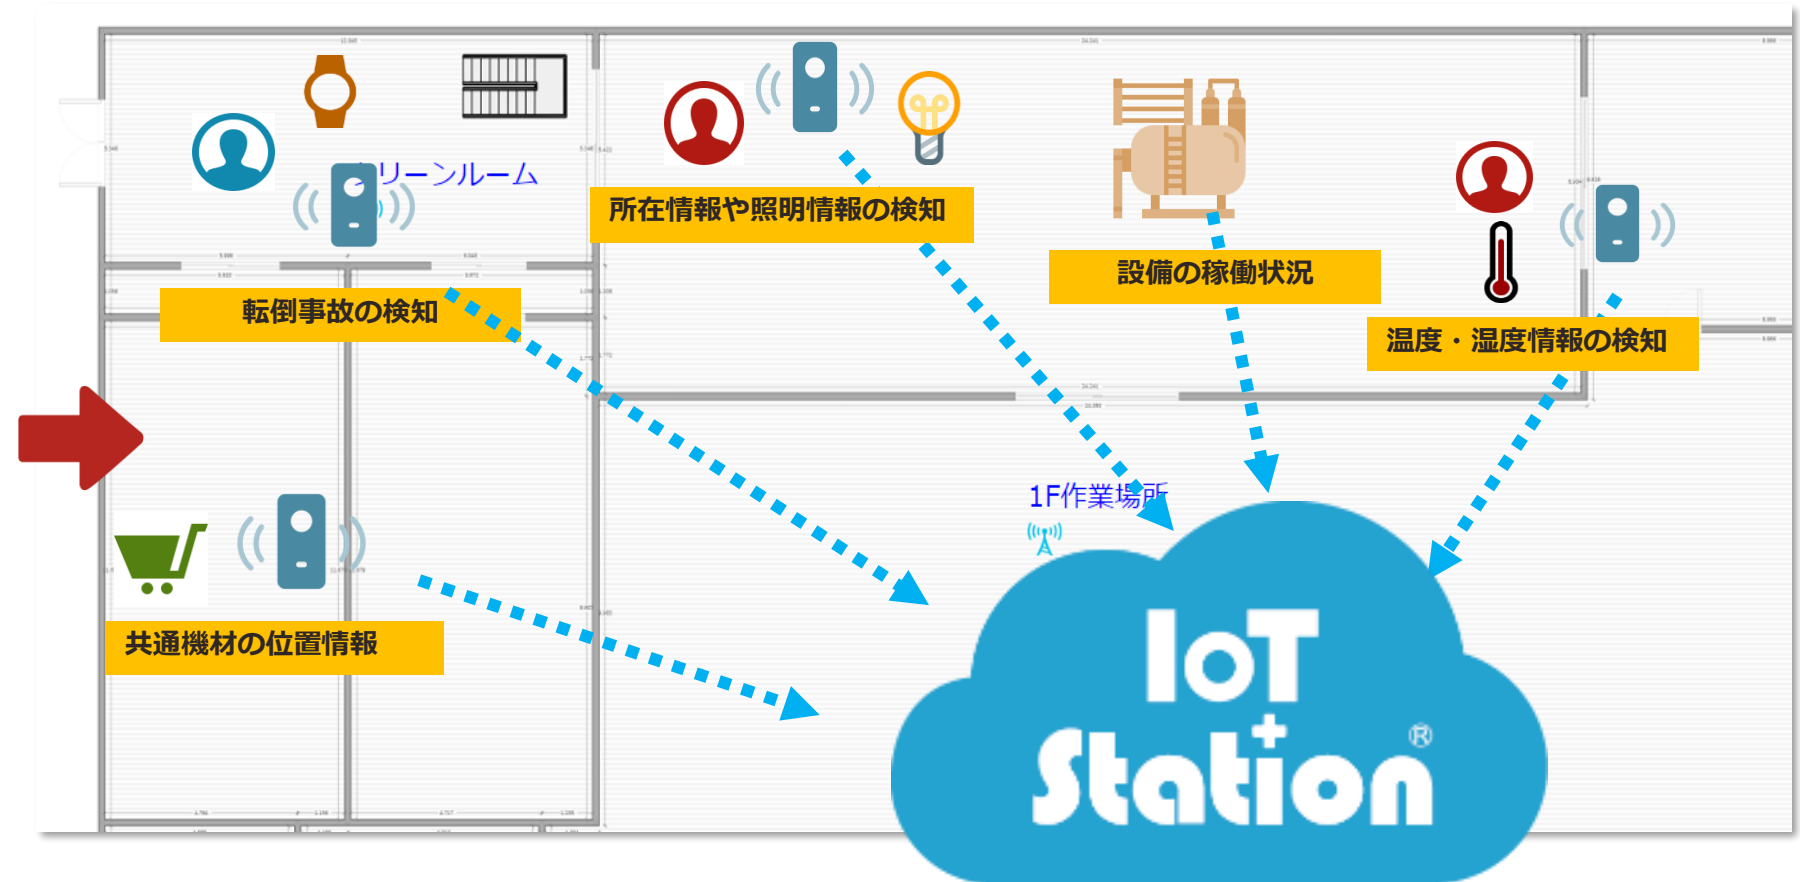 クリーンルーム
所在情報や照明情報の検知
設備の稼働状況
転倒事故の検知
温度・湿度情報の検知
1F作業場所
共通機材の位置情報
IoT
Station®